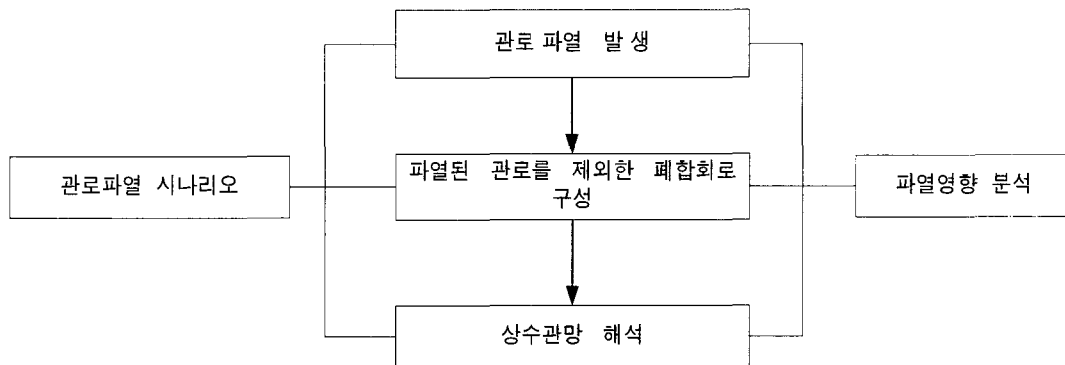 관로 파열 발생
관로파열 시나리오
파열된 관로를 제외한 폐합회로
구성
파열영향 분석
상수관망 해석